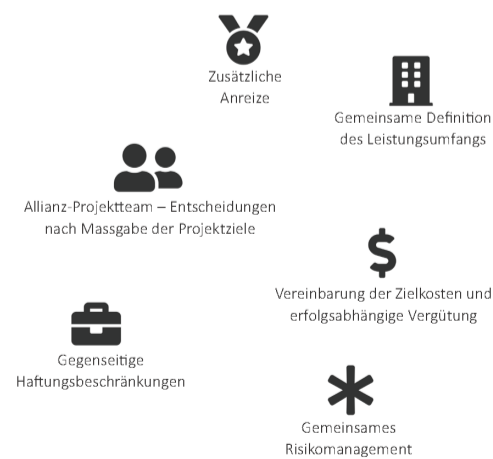 Zusätzliche
Anreize
Gemeinsame Definition
des Leistungsumfangs
Allianz-Projektteam – Entscheidungen
nach Massgabe der Projektziele
Vereinbarung der Zielkosten und
erfolgsabhängige Vergütung
Gegenseitige
Haftungsbeschränkungen
Gemeinsames
Risikomanagement